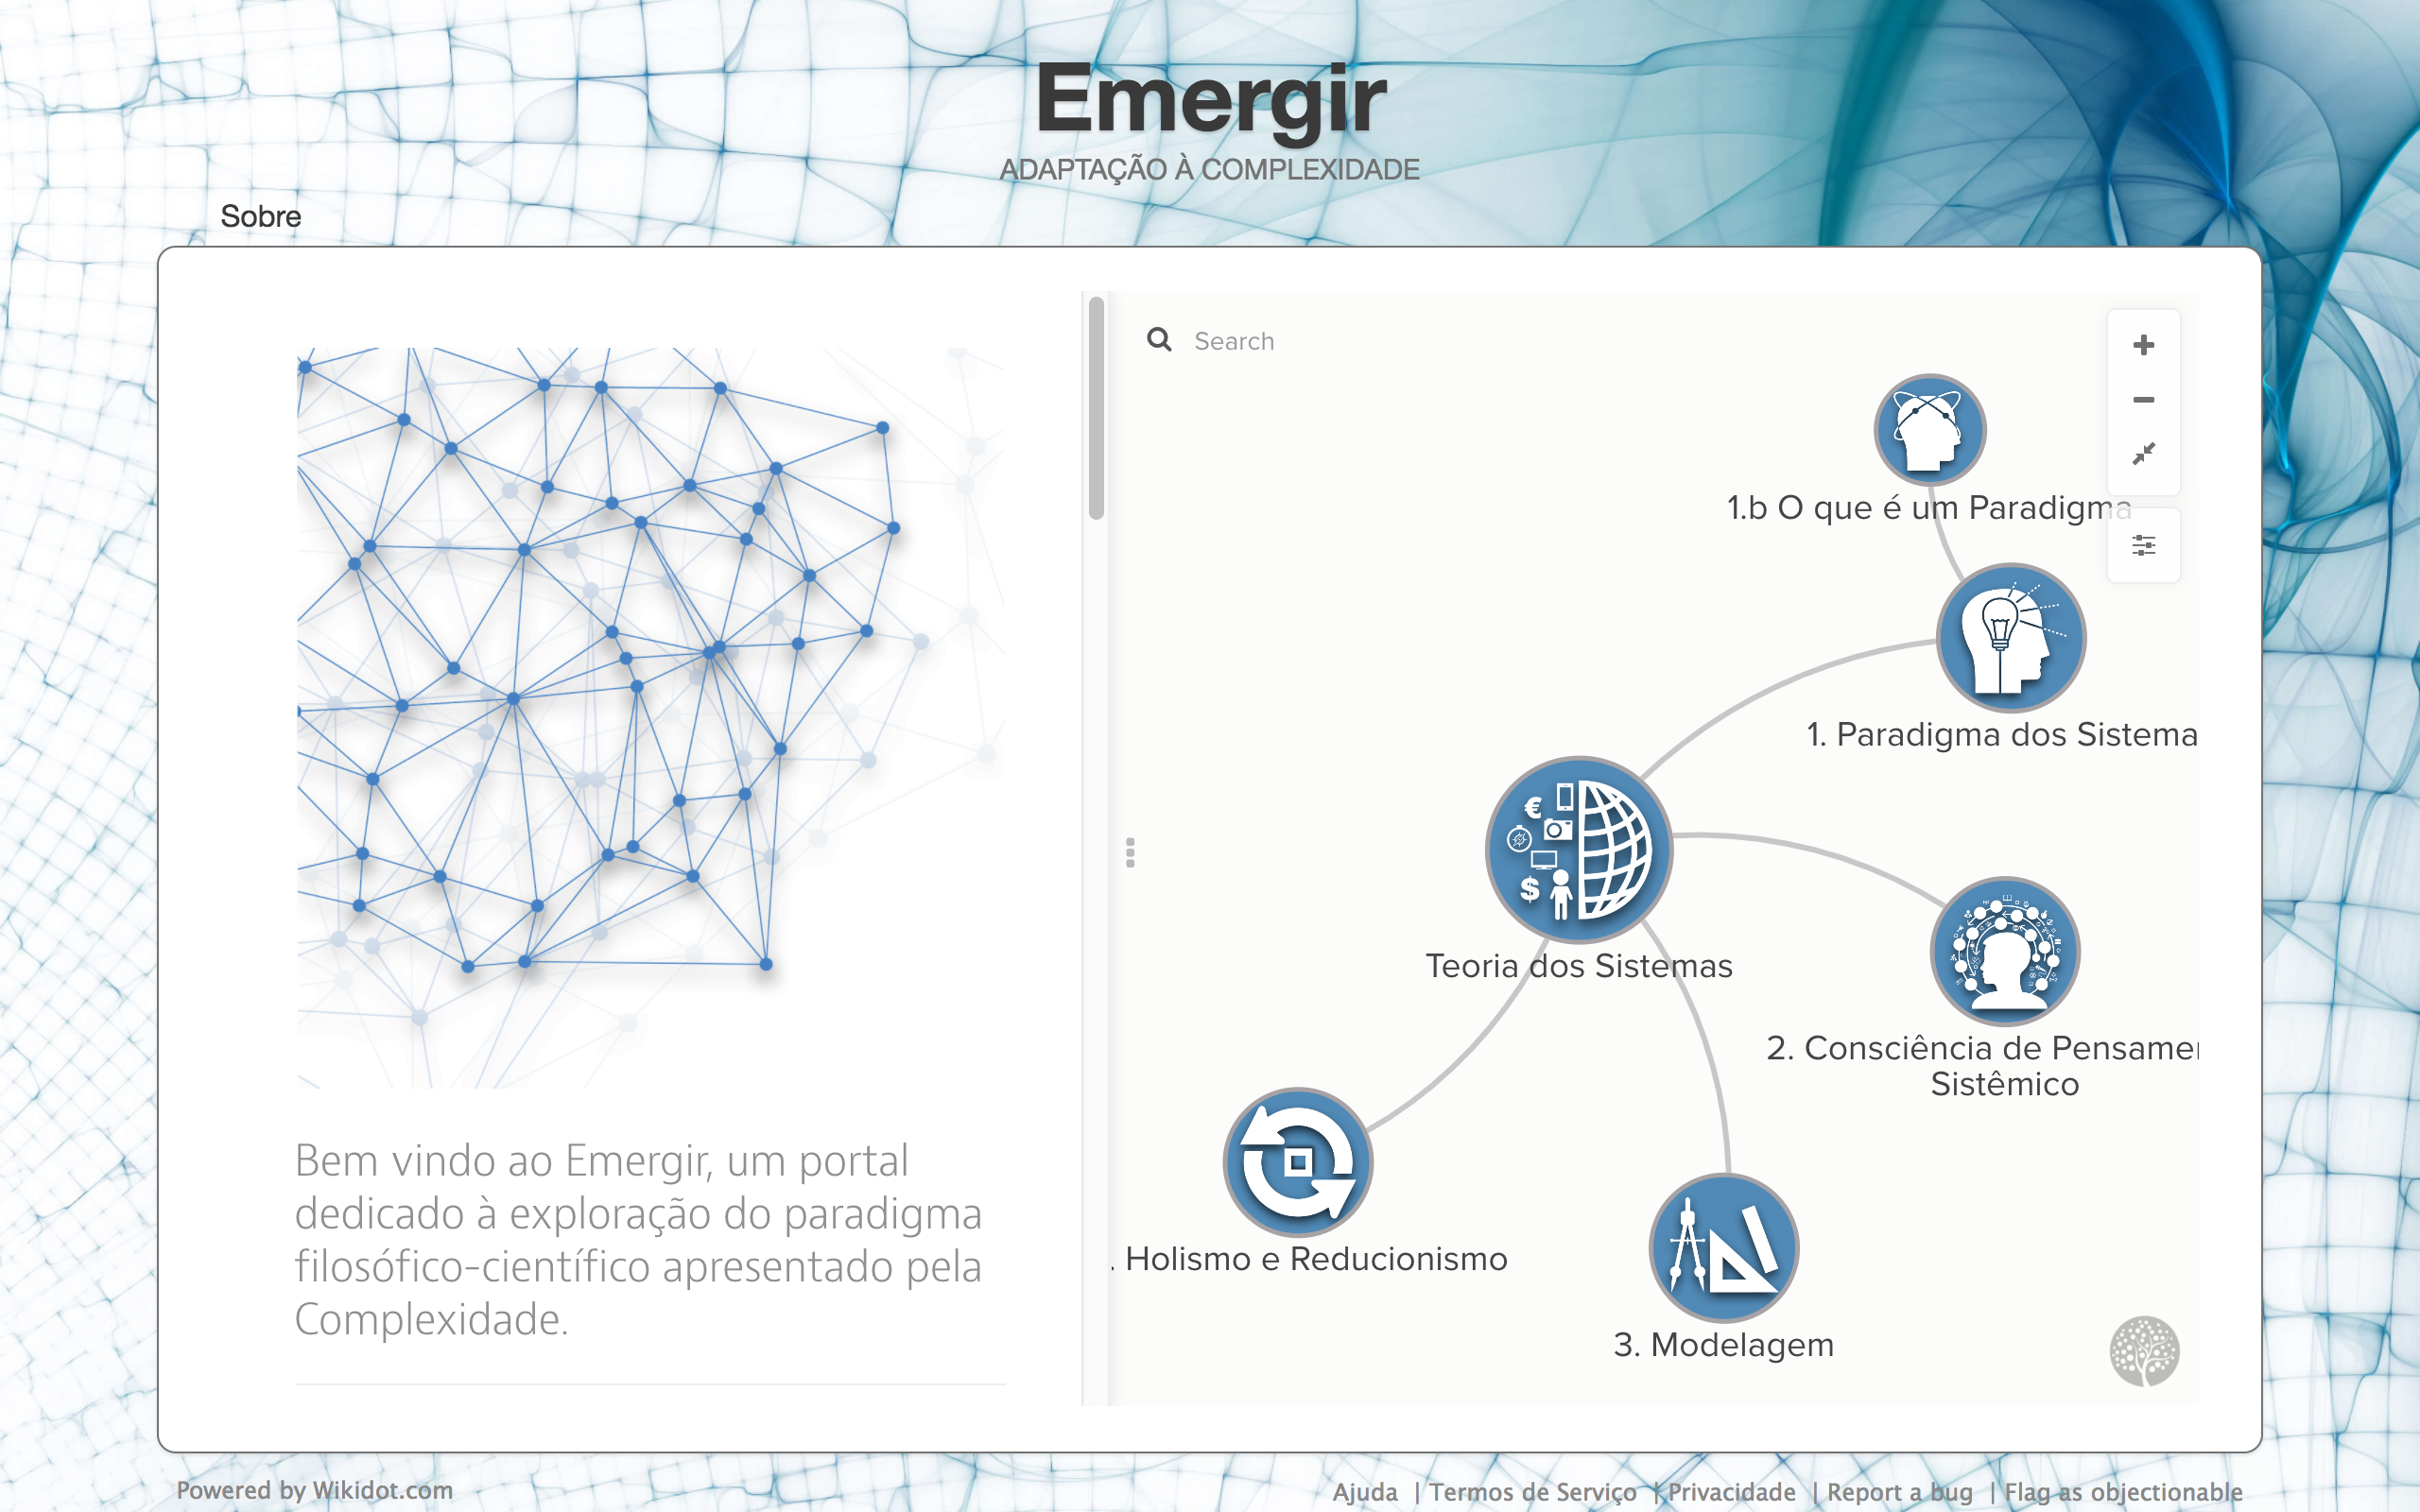 Emergir
ADAPTAÇÃO À COMPLEXIDADE
Sobre
Search
1.b O que é um Paradigma
1. Paradigma dos Sistema
€
$
Teoria dos Sistemas
2. Consciência de Pensame
Sistêmico
. Holismo e Reducionismo
3. Modelagem
Bem vindo ao Emergir, um portal
dedicado à exploração do paradigma
filosófico-científico apresentado pela
Complexidade.
Powered by Wikidot.com
Ajuda | Termos de Serviço | Privacidade | Report a bug | Flag as objectionable